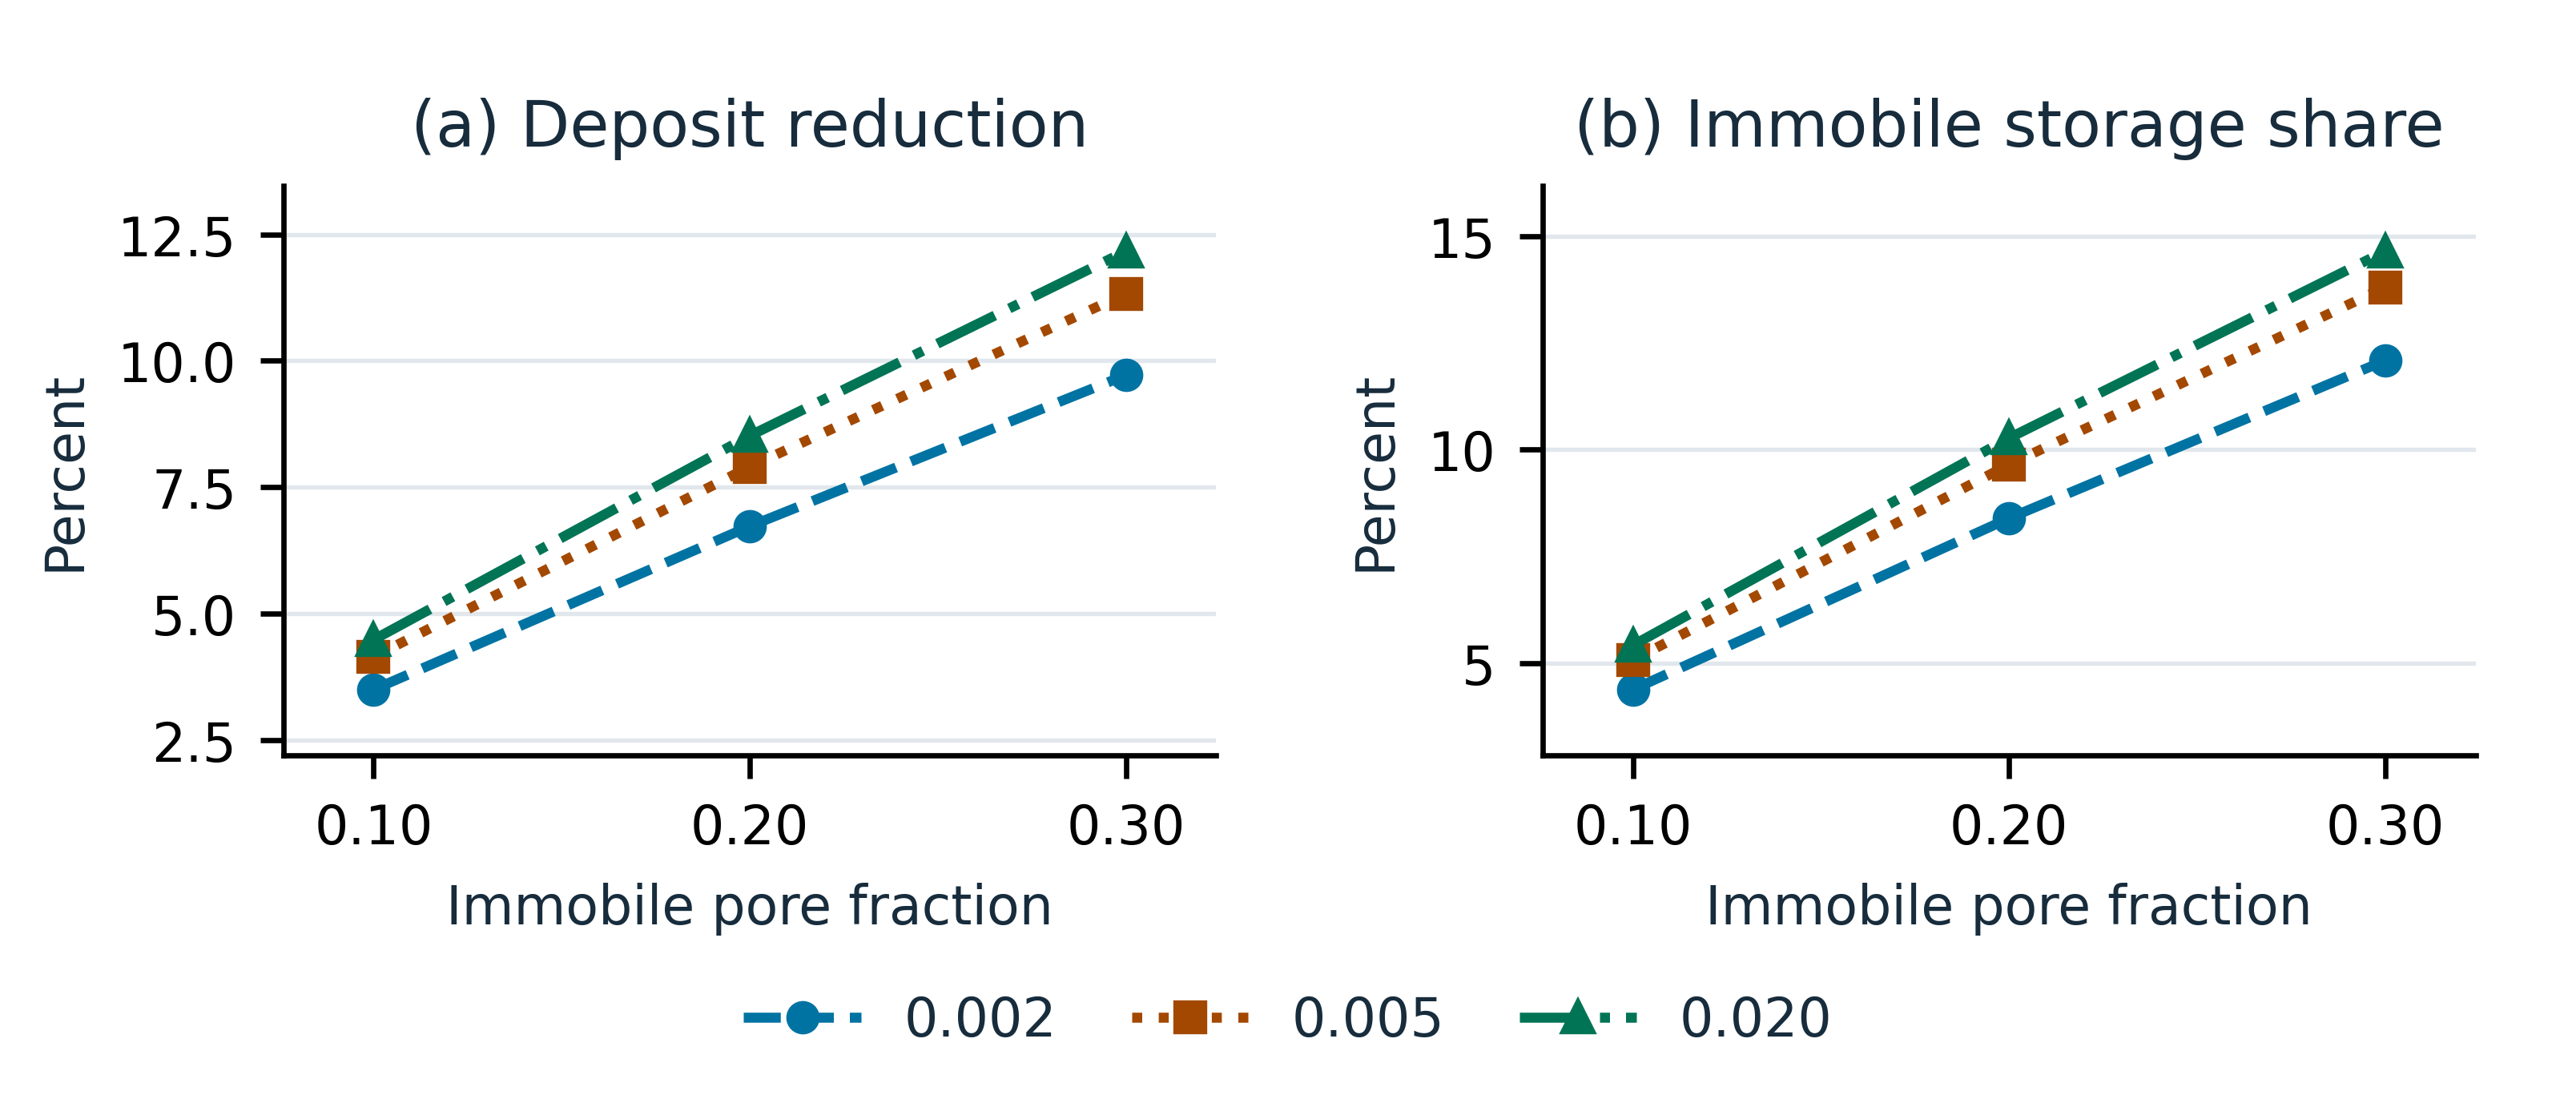 (a) Deposit reduction
Percent
12.5
10.0
7.5
5.0
2.5
0.10 0.20 0.30
Immobile pore fraction
(b) Immobile storage share
Percent
15
10
5
0.10 0.20 0.30
Immobile pore fraction
0.002 0.005 0.020